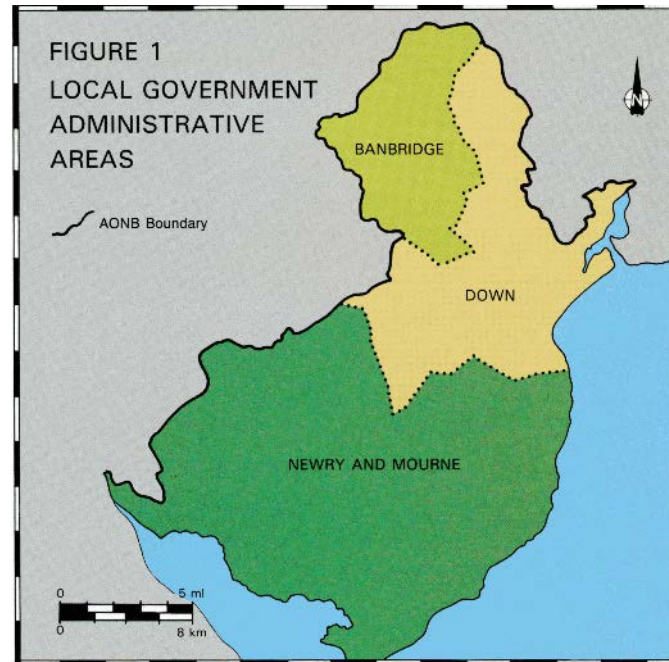 FIGURE 1
LOCAL GOVERNMENT
ADMINISTRATIVE
AREAS
AONB Boundary
BANBRIDGE
DOWN
NEWRY AND MOURNE
0 5 ml
0 8 km